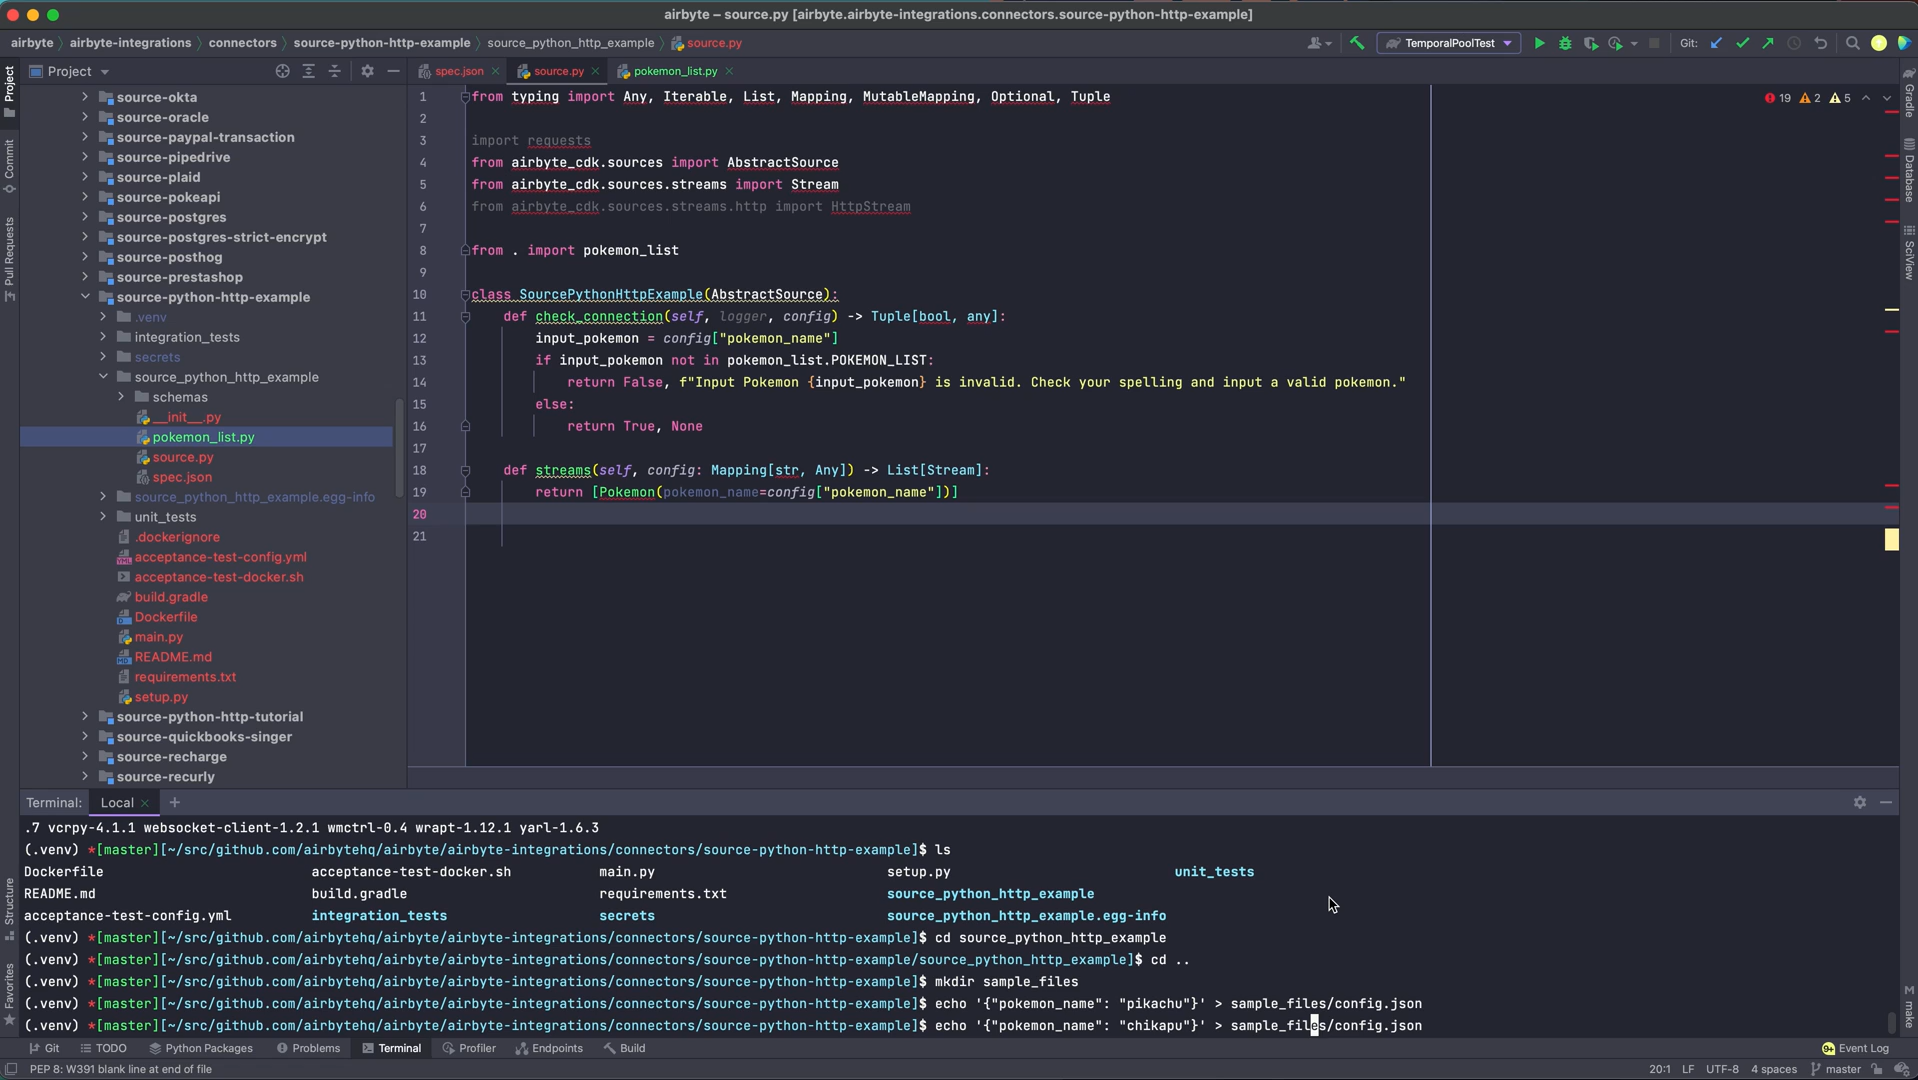 airbyte – source.py [airbyte.airbyte-integrations.connectors.source-python-http-example]
airbyte
airbyte-integrations
connectors
source-python-http-example
source_python_http_example
source.py
TemporalPoolTest
Git:
Project
spec.json
source.py
pokemon_list.py
Project
Commit
Pull Requests
Structure
Favorites
source-okta
source-oracle
source-paypal-transaction
source-pipedrive
source-plaid
source-pokeapi
source-postgres
source-postgres-strict-encrypt
source-posthog
source-prestashop
source-python-http-example
.venv
integration_tests
secrets
source_python_http_example
schemas
__init__.py
pokemon_list.py
source.py
spec.json
source_python_http_example.egg-info
unit_tests
.dockerignore
acceptance-test-config.yml
acceptance-test-docker.sh
build.gradle
Dockerfile
main.py
README.md
requirements.txt
setup.py
source-python-http-tutorial
source-quickbooks-singer
source-recharge
source-recurly
1 from typing import Any, Iterable, List, Mapping, MutableMapping, Optional, Tuple
2
3 import requests
4 from airbyte_cdk.sources import AbstractSource
5 from airbyte_cdk.sources.streams import Stream
6 from airbyte_cdk.sources.streams.http import HttpStream
7
8 from . import pokemon_list
9
10 class SourcePythonHttpExample(AbstractSource):
11 def check_connection(self, logger, config) -> Tuple[bool, any]:
12 input_pokemon = config["pokemon_name"]
13 if input_pokemon not in pokemon_list.POKEMON_LIST:
14 return False, f"Input Pokemon {input_pokemon} is invalid. Check your spelling and input a valid pokemon."
15 else:
16 return True, None
17
18 def streams(self, config: Mapping[str, Any]) -> List[Stream]:
19 return [Pokemon(pokemon_name=config["pokemon_name"])]
20
21
19 2 5
Gradle
Database
SciView
make
Terminal:
Local
.7 vcrpy-4.1.1 websocket-client-1.2.1 wmctrl-0.4 wrapt-1.12.1 yarl-1.6.3
(.venv) *[master][~/src/github.com/airbytehq/airbyte/airbyte-integrations/connectors/source-python-http-example]$ ls
Dockerfile acceptance-test-docker.sh main.py setup.py unit_tests
README.md build.gradle requirements.txt source_python_http_example
acceptance-test-config.yml integration_tests secrets source_python_http_example.egg-info
(.venv) *[master][~/src/github.com/airbytehq/airbyte/airbyte-integrations/connectors/source-python-http-example]$ cd source_python_http_example
(.venv) *[master][~/src/github.com/airbytehq/airbyte/airbyte-integrations/connectors/source-python-http-example/source_python_http_example]$ cd ..
(.venv) *[master][~/src/github.com/airbytehq/airbyte/airbyte-integrations/connectors/source-python-http-example]$ mkdir sample_files
(.venv) *[master][~/src/github.com/airbytehq/airbyte/airbyte-integrations/connectors/source-python-http-example]$ echo '{"pokemon_name": "pikachu"}' > sample_files/config.json
(.venv) *[master][~/src/github.com/airbytehq/airbyte/airbyte-integrations/connectors/source-python-http-example]$ echo '{"pokemon_name": "chikapu"}' > sample_files/config.json
Git
TODO
Python Packages
Problems
Terminal
Profiler
Endpoints
Build
9+ Event Log
PEP 8: W391 blank line at end of file
20:1 LF UTF-8 4 spaces master